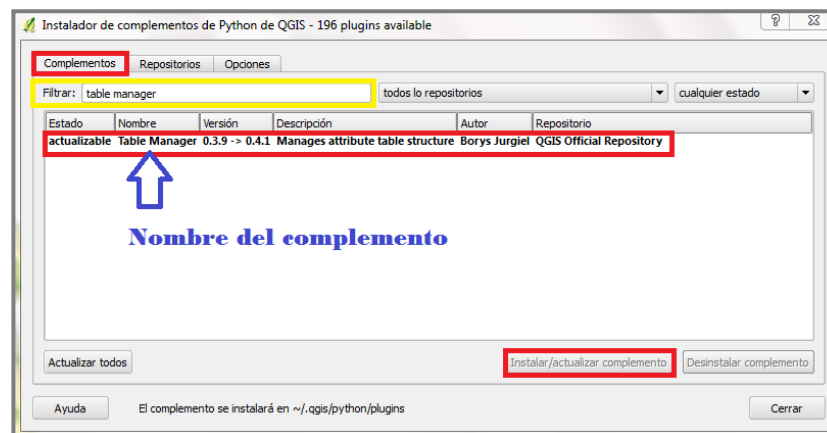 Instalador de complementos de Python de QGIS - 196 plugins available
Complementos Repositorios Opciones
Filtrar: table manager todos lo repositorios cualquier estado
Estado Nombre Versión Descripción Autor Repositorio
actualizable Table Manager 0.3.9 -> 0.4.1 Manages attribute table structure Borys Jurgiel QGIS Official Repository
Nombre del complemento
Actualizar todos Instalar/actualizar complemento Desinstalar complemento
Ayuda El complemento se instalará en ~/.qgis/python/plugins Cerrar